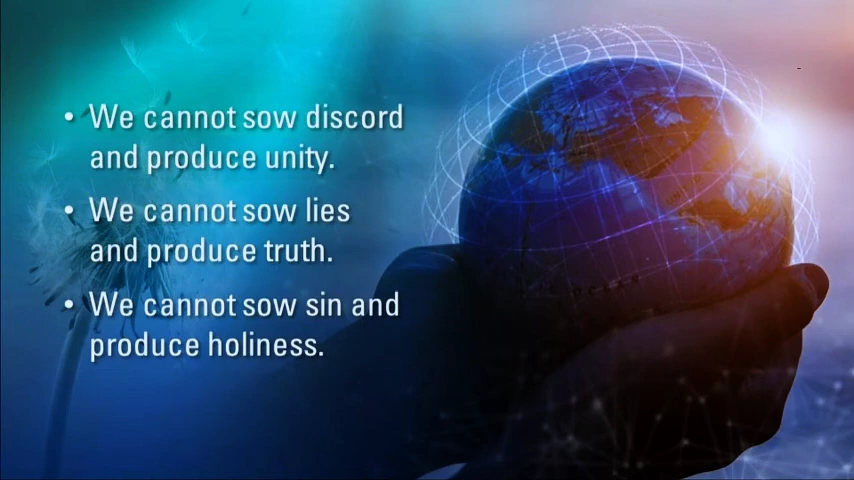 • We cannot sow discord
and produce unity.
• We cannot sow lies
and produce truth.
• We cannot sow sin and
produce holiness.